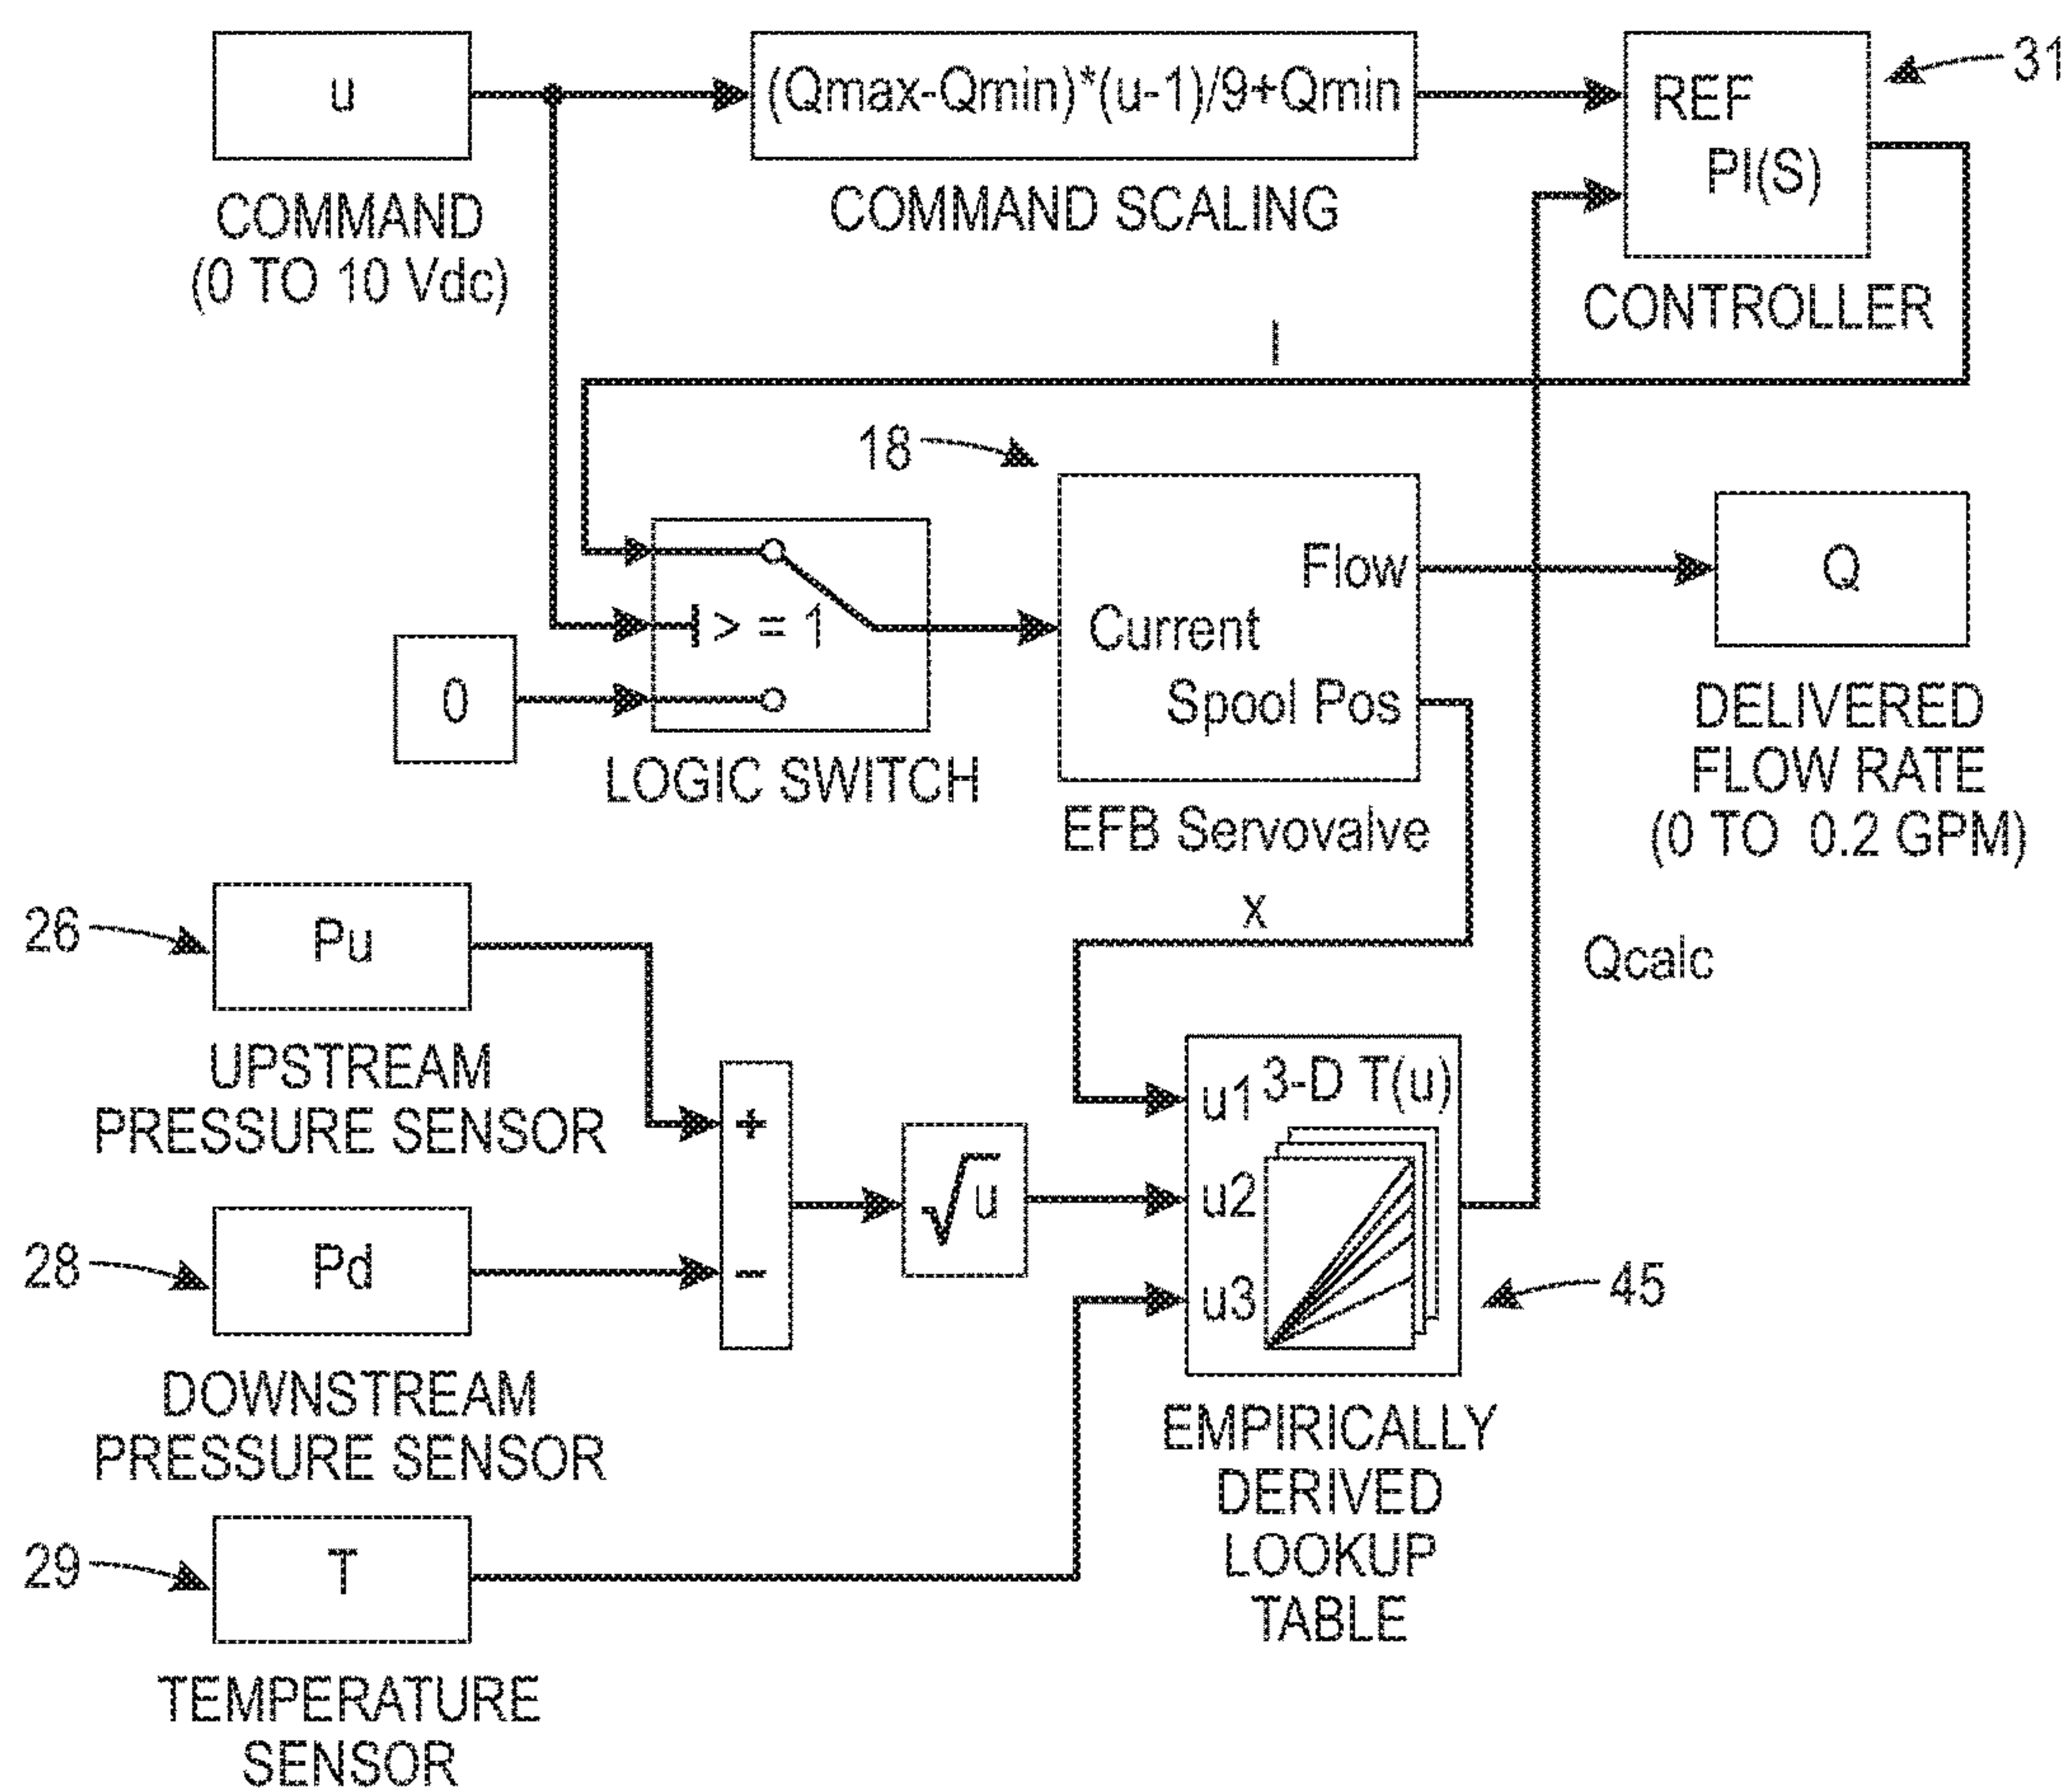 u
COMMAND
(0 TO 10 Vdc)
(Qmax-Qmin)*(u-1)/9+Qmin
COMMAND SCALING
REF
PI(S)
CONTROLLER
31
I
18
> = 1
0
LOGIC SWITCH
Flow
Current
Spool Pos
EFB Servovalve
Q
DELIVERED
FLOW RATE
(0 TO 0.2 GPM)
x
Qcalc
26
Pu
UPSTREAM
PRESSURE SENSOR
28
Pd
DOWNSTREAM
PRESSURE SENSOR
29
T
TEMPERATURE
SENSOR
+
−
√u
u1 3-D T(u)
u2
u3
45
EMPIRICALLY
DERIVED
LOOKUP
TABLE